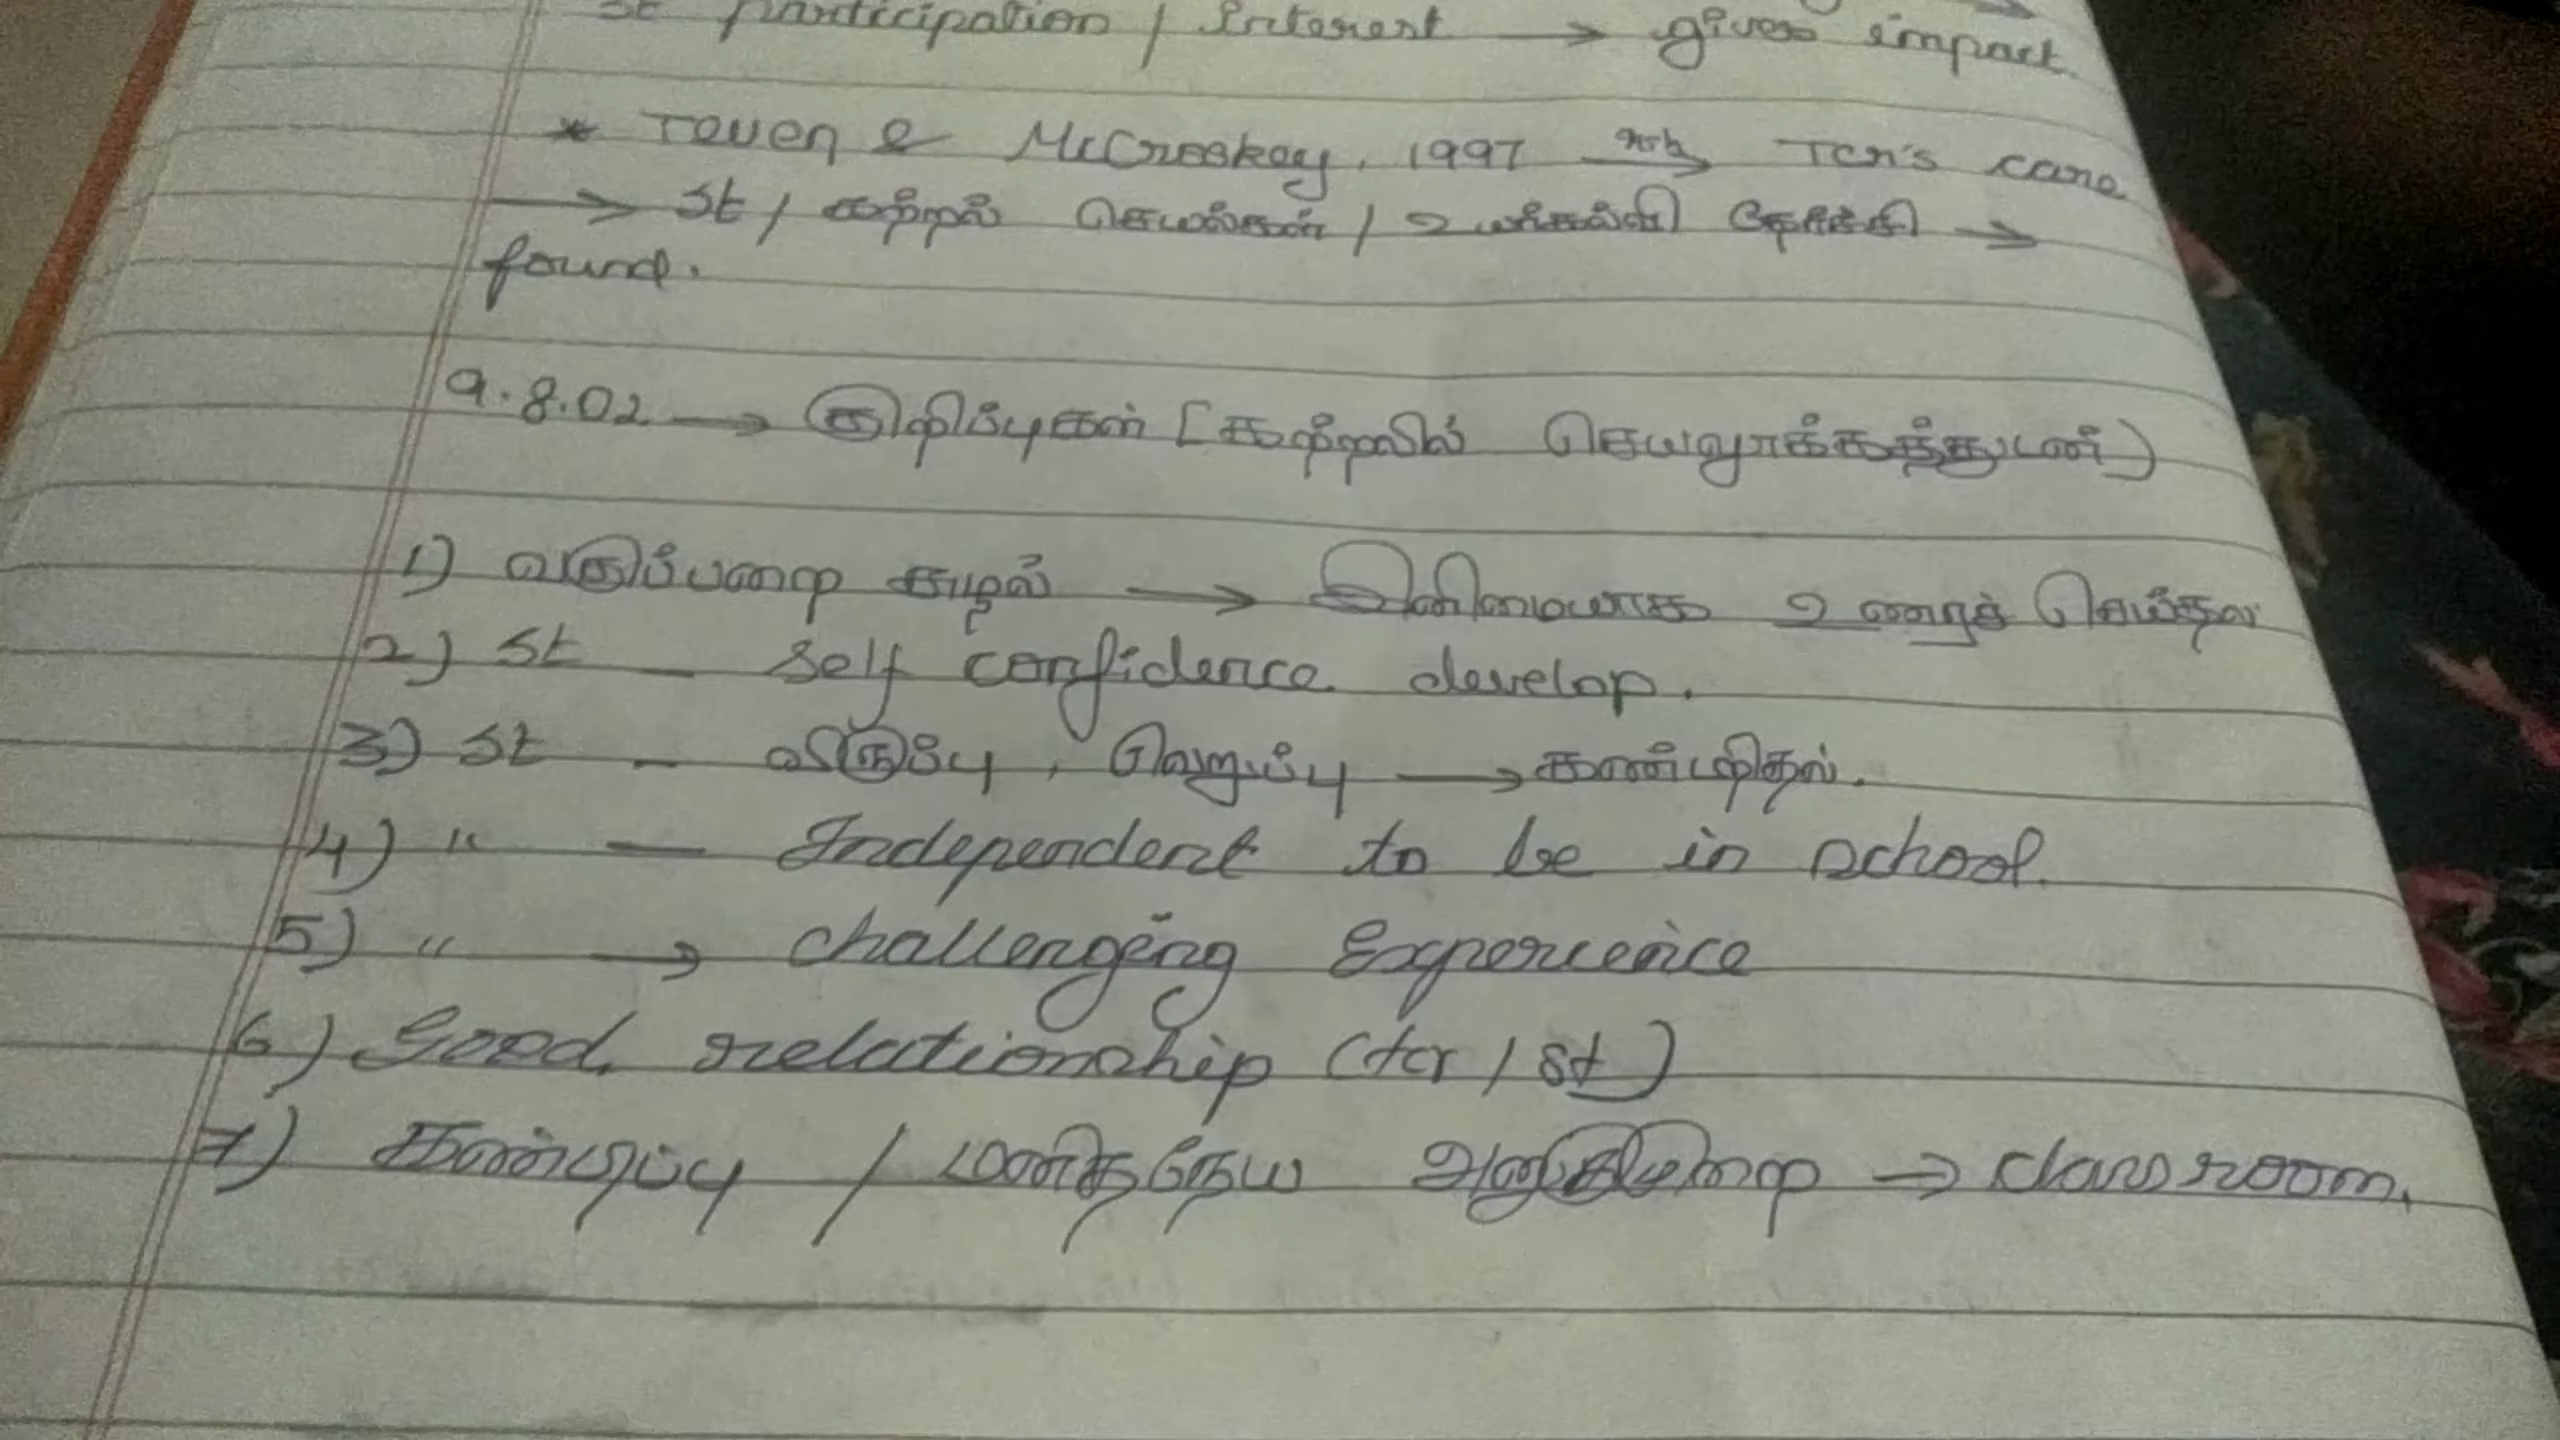 St participation / Interest → gives impact
* Teven & McCroskey, 1997 → Tcr's care
→ St / கற்றல் செயல்கள் / உயர்கல்வி தேர்ச்சி →
found.
9.8.02 → குறிப்புகள் [கற்றலில் செயலூக்கத்துடன்)
1) வகுப்பறை சூழல் → இனிமையாக உணரச் செய்தல்
2) St - Self confidence develop.
3) St - விருப்பு, வெறுப்பு → கண்டறிதல்.
4) " - Independent to be in school.
5) " → challenging Experience
6) Good relationship (tcr / St)
7) கண்டிப்பு / மனிதநேய அணுகுமுறை → classroom.